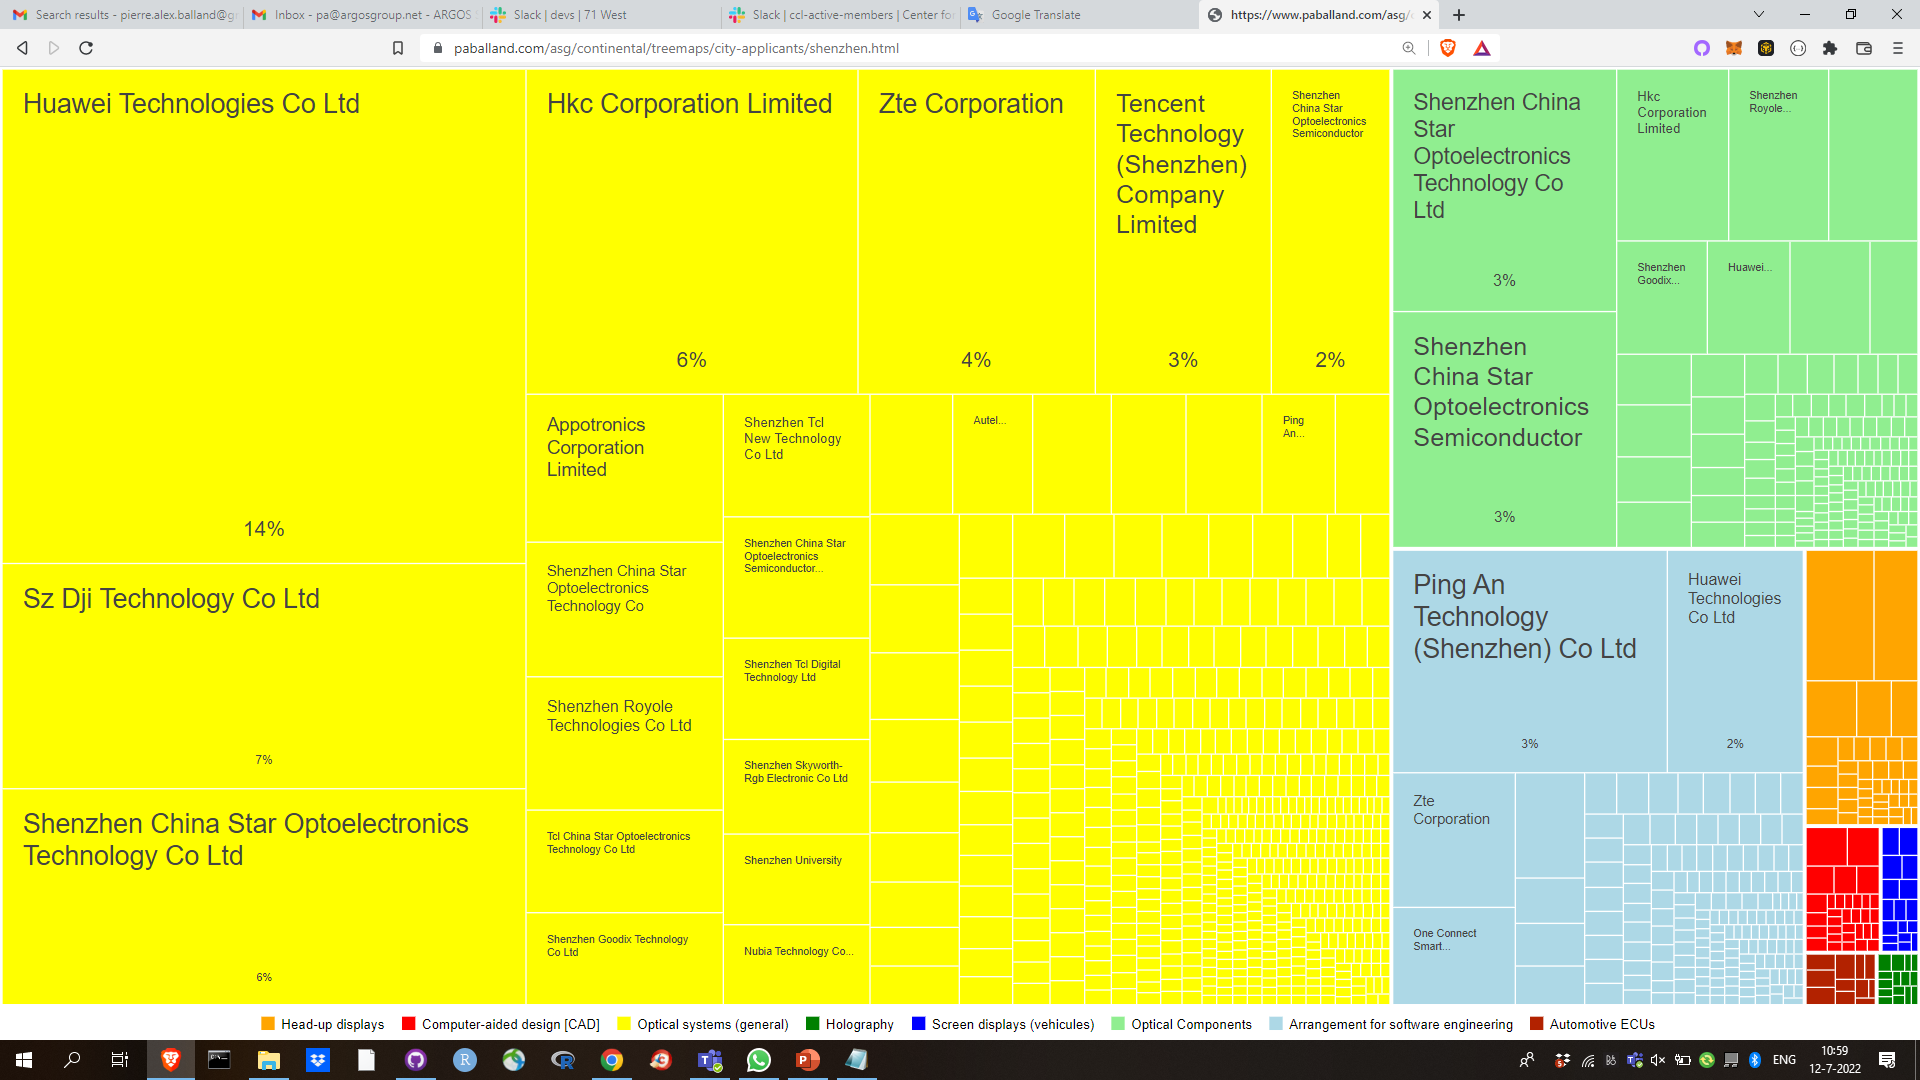 Search results - pierre.alex.balland@g
Inbox - pa@argosgroup.net - ARGOS
Slack | devs | 71 West
Slack | ccl-active-members | Center fo
Google Translate
https://www.paballand.com/asg/
paballand.com/asg/continental/treemaps/city-applicants/shenzhen.html
Huawei Technologies Co Ltd
14%
Sz Dji Technology Co Ltd
7%
Shenzhen China Star Optoelectronics
Technology Co Ltd
6%
Hkc Corporation Limited
6%
Zte Corporation
4%
Tencent
Technology
(Shenzhen)
Company
Limited
3%
Shenzhen
China Star
Optoelectronics
Semiconductor
2%
Appotronics
Corporation
Limited
Shenzhen China Star
Optoelectronics
Technology Co
Shenzhen Royole
Technologies Co Ltd
Tcl China Star Optoelectronics
Technology Co Ltd
Shenzhen Goodix Technology
Co Ltd
Shenzhen Tcl
New Technology
Co Ltd
Shenzhen China Star
Optoelectronics
Semiconductor...
Shenzhen Tcl Digital
Technology Ltd
Shenzhen Skyworth-
Rgb Electronic Co Ltd
Shenzhen University
Nubia Technology Co...
Autel...
Ping
An...
Shenzhen China
Star
Optoelectronics
Technology Co
Ltd
3%
Shenzhen
China Star
Optoelectronics
Semiconductor
3%
Hkc
Corporation
Limited
Shenzhen
Royole...
Shenzhen
Goodix...
Huawei...
Ping An
Technology
(Shenzhen) Co Ltd
3%
Huawei
Technologies
Co Ltd
2%
Zte
Corporation
One Connect
Smart...
Head-up displays
Computer-aided design [CAD]
Optical systems (general)
Holography
Screen displays (vehicules)
Optical Components
Arrangement for software engineering
Automotive ECUs
ENG
10:59
12-7-2022